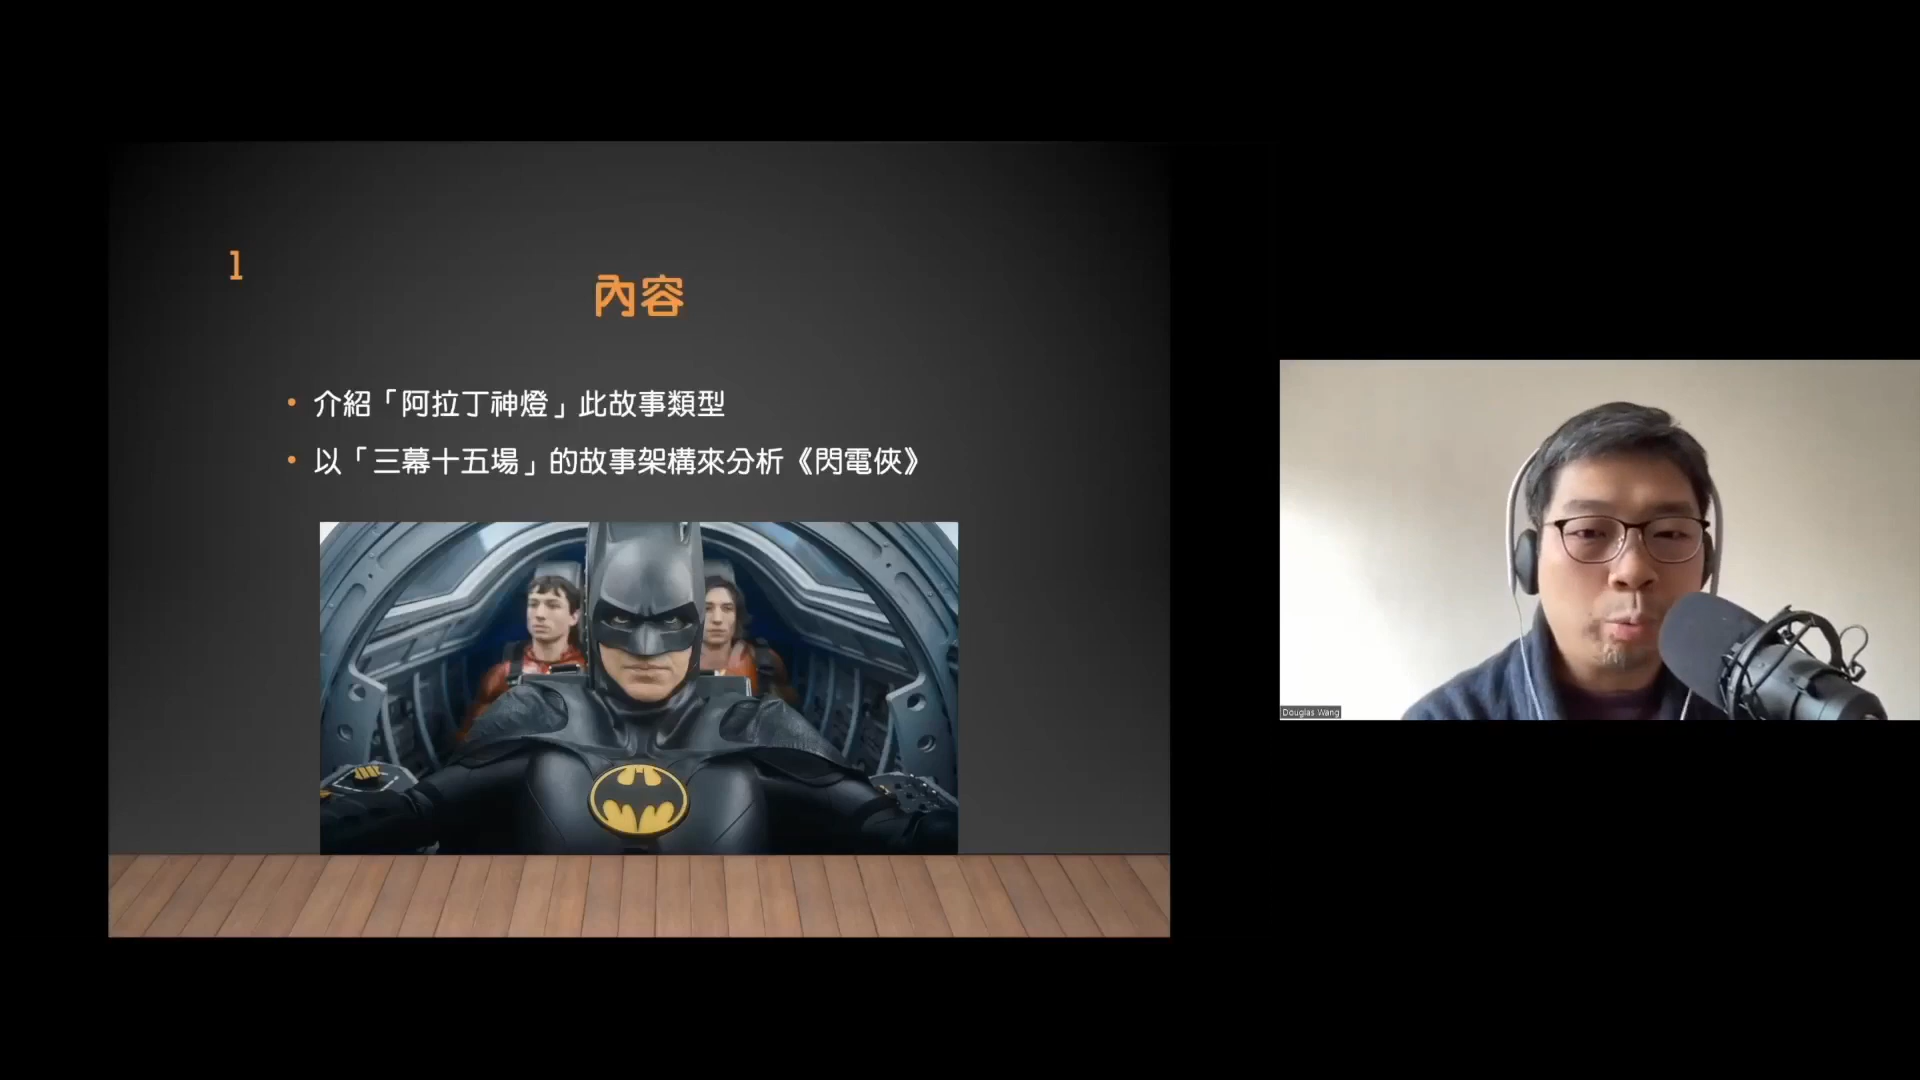 1
內容
• 介紹「阿拉丁神燈」此故事類型
• 以「三幕十五場」的故事架構來分析《閃電俠》
Douglas Wang